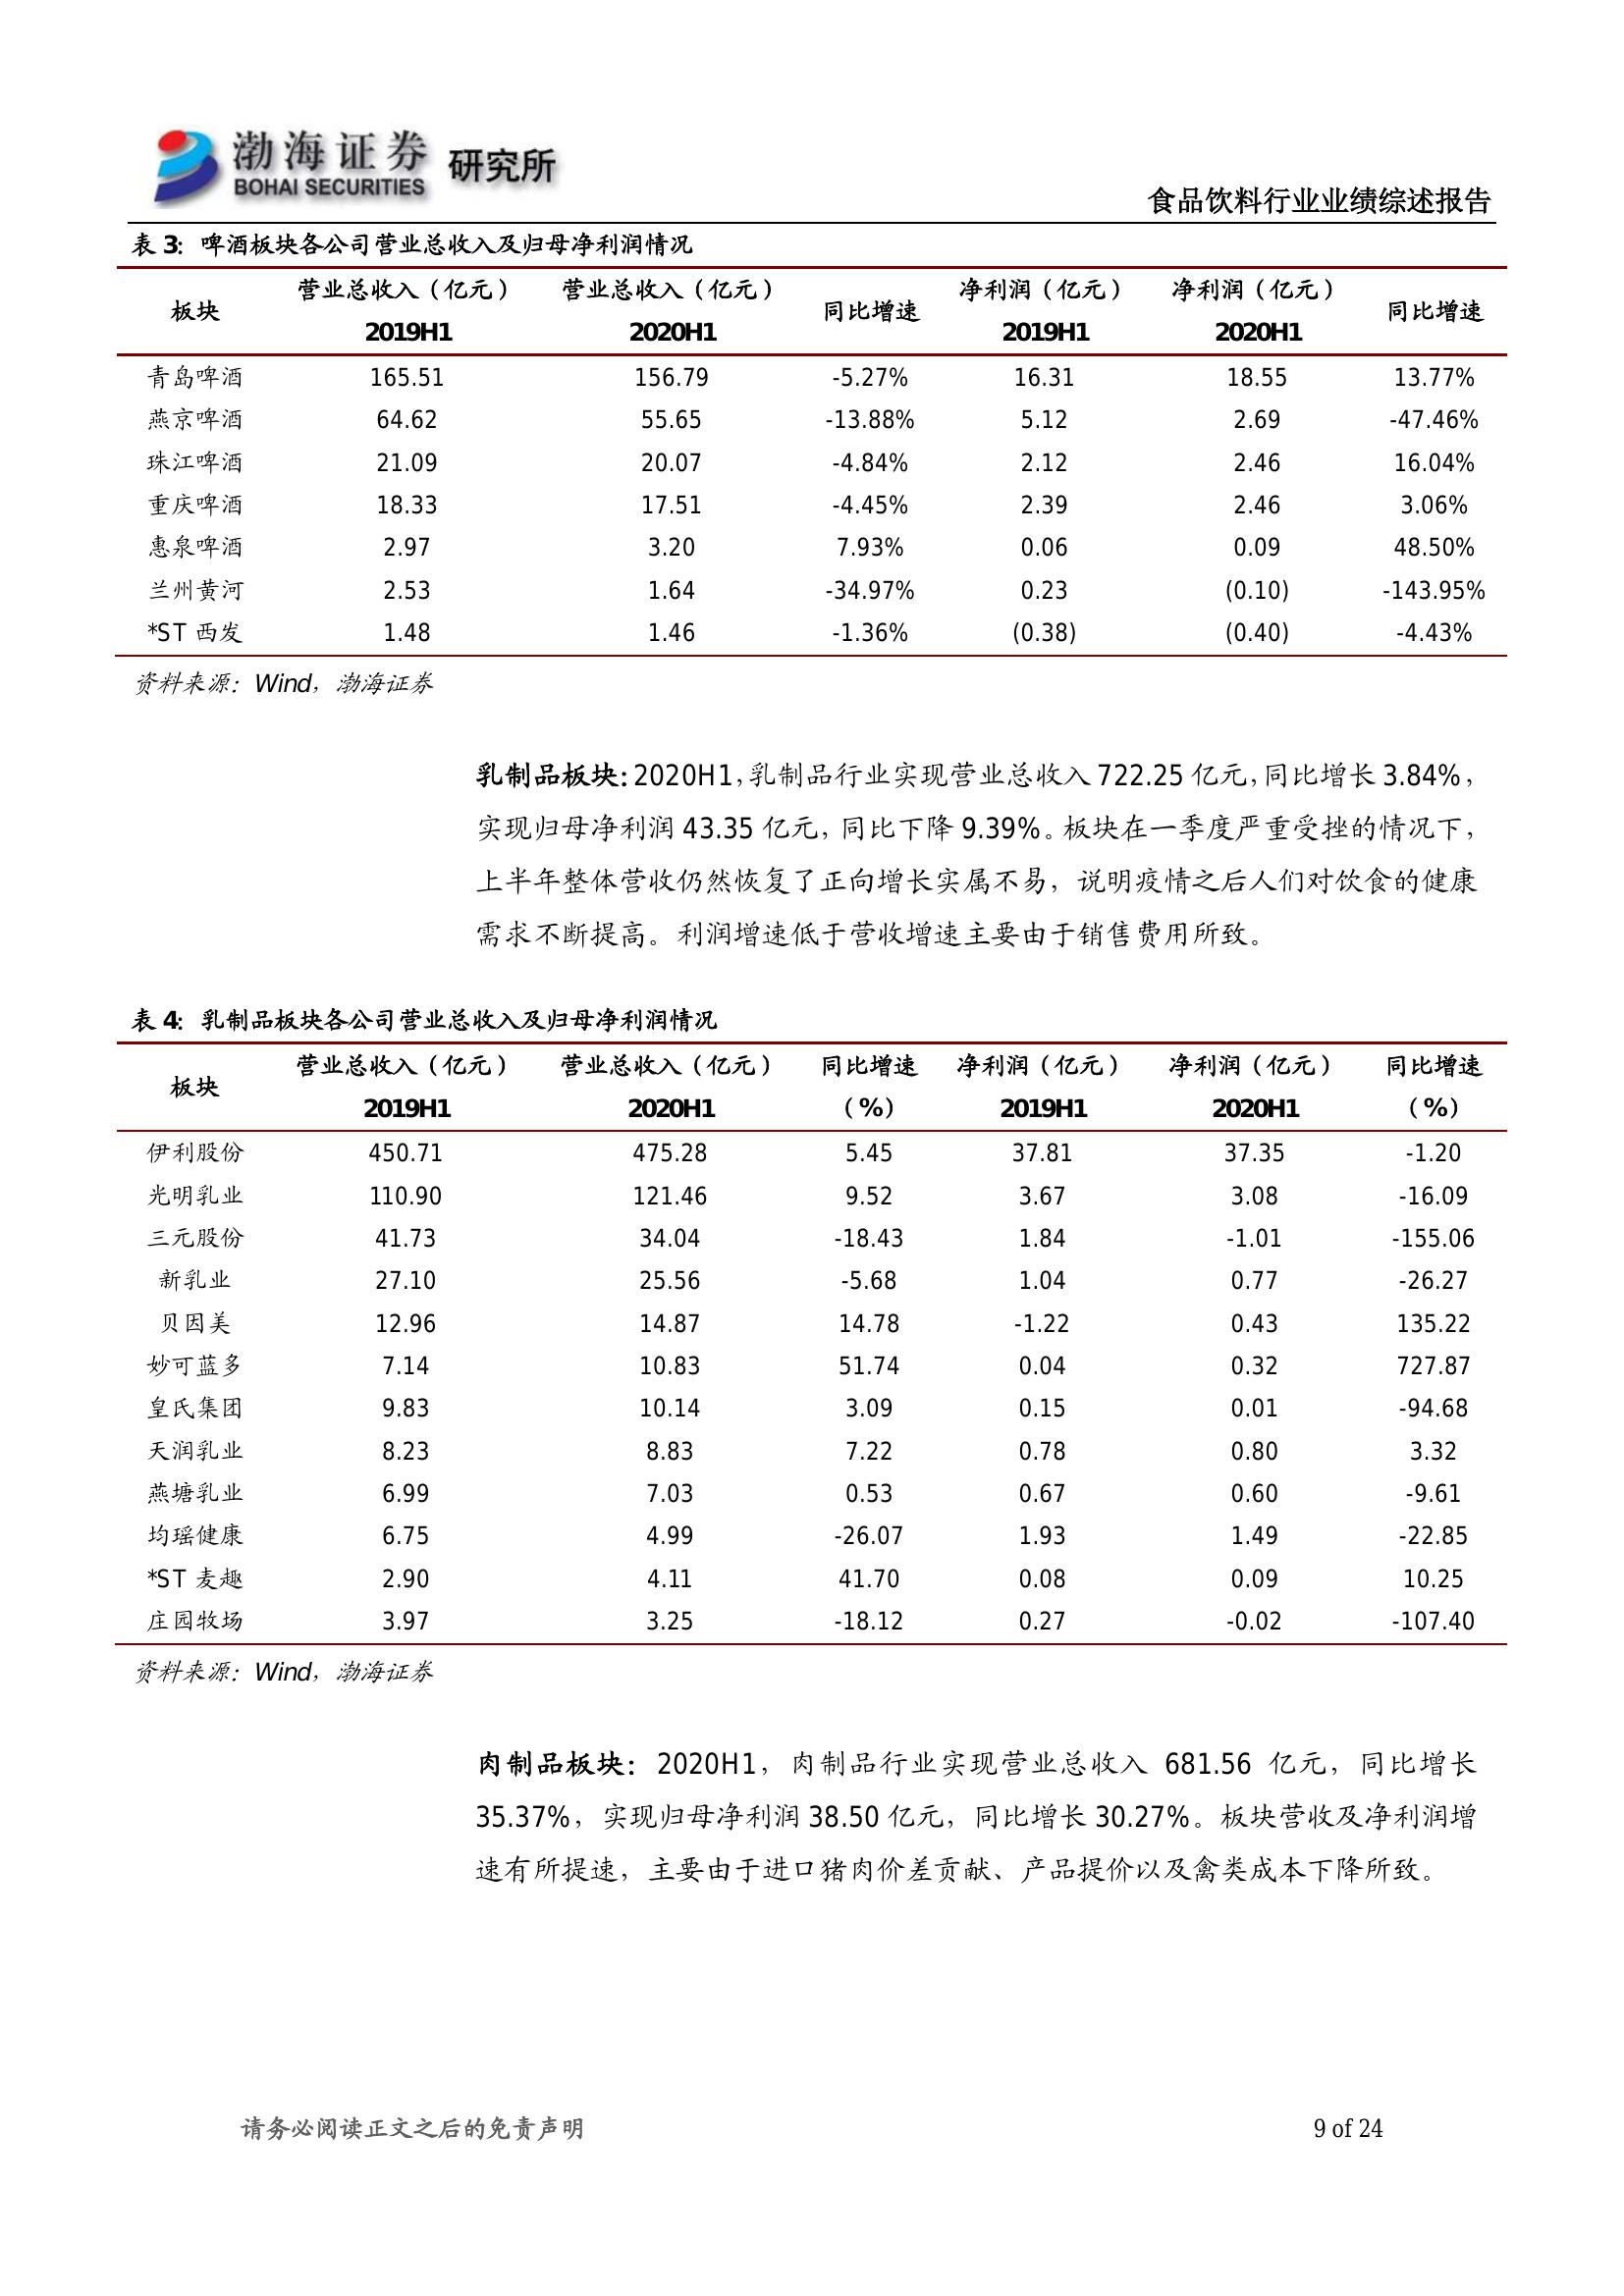 渤海证券 研究所
BOHAI SECURITIES
食品饮料行业业绩综述报告
表 3：啤酒板块各公司营业总收入及归母净利润情况
板块 营业总收入（亿元） 2019H1 营业总收入（亿元） 2020H1 同比增速 净利润（亿元） 2019H1 净利润（亿元） 2020H1 同比增速
青岛啤酒 165.51 156.79 -5.27% 16.31 18.55 13.77%
燕京啤酒 64.62 55.65 -13.88% 5.12 2.69 -47.46%
珠江啤酒 21.09 20.07 -4.84% 2.12 2.46 16.04%
重庆啤酒 18.33 17.51 -4.45% 2.39 2.46 3.06%
惠泉啤酒 2.97 3.20 7.93% 0.06 0.09 48.50%
兰州黄河 2.53 1.64 -34.97% 0.23 (0.10) -143.95%
*ST 西发 1.48 1.46 -1.36% (0.38) (0.40) -4.43%
资料来源：Wind，渤海证券
乳制品板块：2020H1，乳制品行业实现营业总收入 722.25 亿元，同比增长 3.84%，
实现归母净利润 43.35 亿元，同比下降 9.39%。板块在一季度严重受挫的情况下，
上半年整体营收仍然恢复了正向增长实属不易，说明疫情之后人们对饮食的健康
需求不断提高。利润增速低于营收增速主要由于销售费用所致。
表 4：乳制品板块各公司营业总收入及归母净利润情况
板块 营业总收入（亿元） 2019H1 营业总收入（亿元） 2020H1 同比增速（%） 净利润（亿元） 2019H1 净利润（亿元） 2020H1 同比增速（%）
伊利股份 450.71 475.28 5.45 37.81 37.35 -1.20
光明乳业 110.90 121.46 9.52 3.67 3.08 -16.09
三元股份 41.73 34.04 -18.43 1.84 -1.01 -155.06
新乳业 27.10 25.56 -5.68 1.04 0.77 -26.27
贝因美 12.96 14.87 14.78 -1.22 0.43 135.22
妙可蓝多 7.14 10.83 51.74 0.04 0.32 727.87
皇氏集团 9.83 10.14 3.09 0.15 0.01 -94.68
天润乳业 8.23 8.83 7.22 0.78 0.80 3.32
燕塘乳业 6.99 7.03 0.53 0.67 0.60 -9.61
均瑶健康 6.75 4.99 -26.07 1.93 1.49 -22.85
*ST 麦趣 2.90 4.11 41.70 0.08 0.09 10.25
庄园牧场 3.97 3.25 -18.12 0.27 -0.02 -107.40
资料来源：Wind，渤海证券
肉制品板块：2020H1，肉制品行业实现营业总收入 681.56 亿元，同比增长
35.37%，实现归母净利润 38.50 亿元，同比增长 30.27%。板块营收及净利润增
速有所提速，主要由于进口猪肉价差贡献、产品提价以及禽类成本下降所致。
请务必阅读正文之后的免责声明
9 of 24